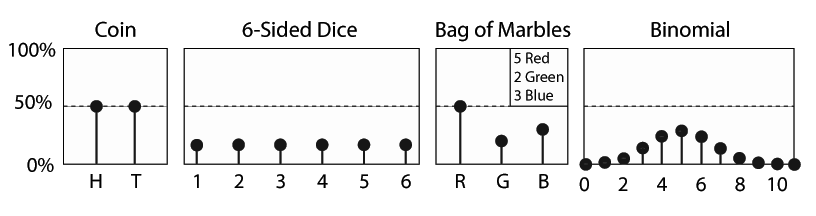 Coin 6-Sided Dice Bag of Marbles Binomial
100%
50%
0%
5 Red
2 Green
3 Blue
H T 1 2 3 4 5 6 R G B 0 2 4 6 8 10